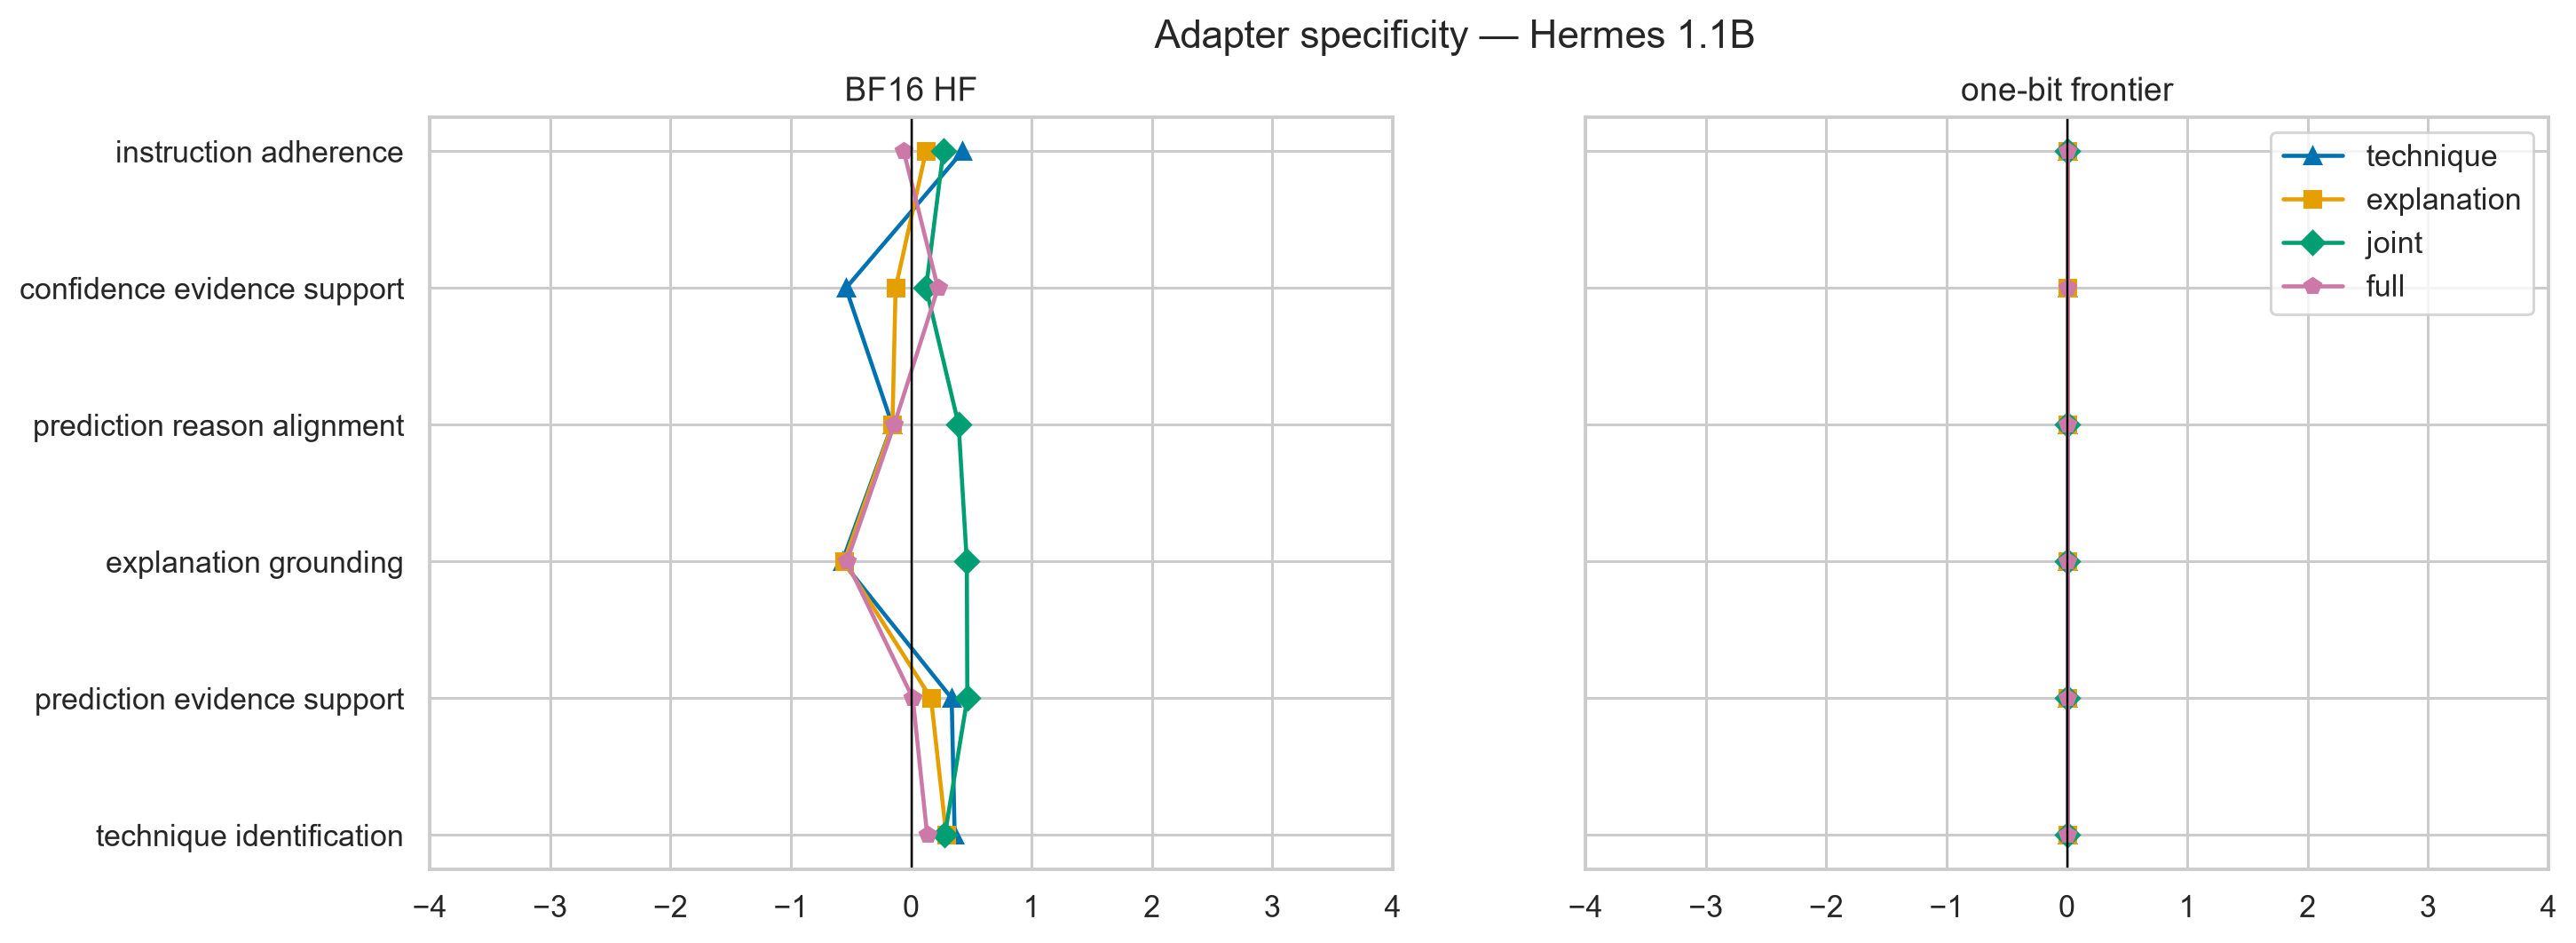 Adapter specificity — Hermes 1.1B
BF16 HF
one-bit frontier
instruction adherence
confidence evidence support
prediction reason alignment
explanation grounding
prediction evidence support
technique identification
technique
explanation
joint
full
−4 −3 −2 −1 0 1 2 3 4
−4 −3 −2 −1 0 1 2 3 4